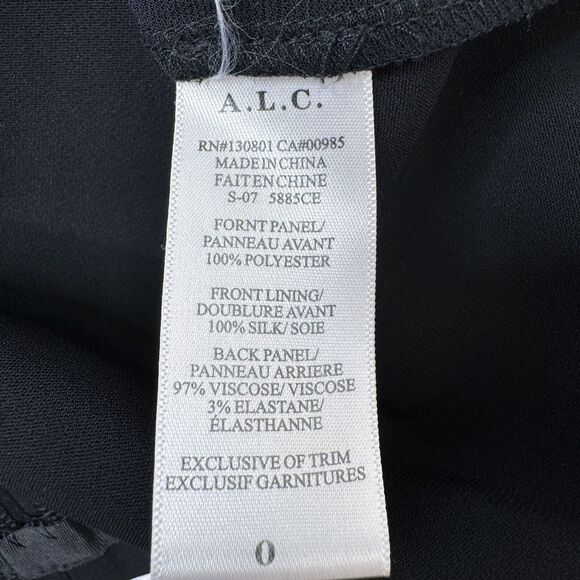 A.L.C.
RN#130801 CA#00985
MADE IN CHINA
FAIT EN CHINE
S-07 5885CE
FORNT PANEL/
PANNEAU AVANT
100% POLYESTER
FRONT LINING/
DOUBLURE AVANT
100% SILK/ SOIE
BACK PANEL/
PANNEAU ARRIERE
97% VISCOSE/ VISCOSE
3% ELASTANE/
ÉLASTHANNE
EXCLUSIVE OF TRIM
EXCLUSIF GARNITURES
0